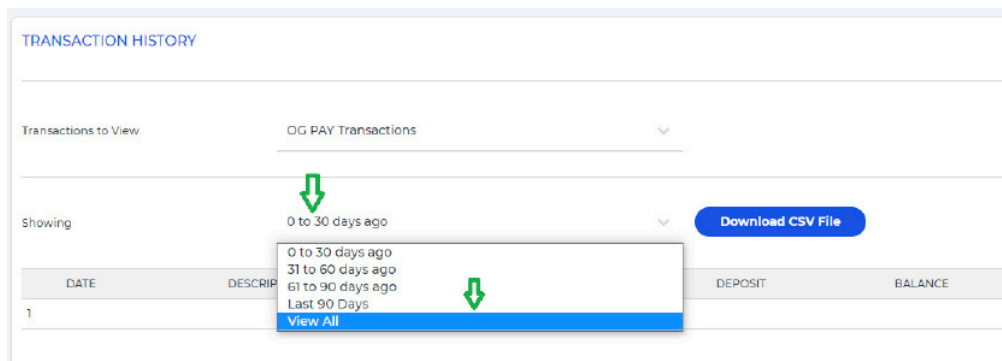 TRANSACTION HISTORY
Transactions to View OG PAY Transactions
Showing 0 to 30 days ago Download CSV File
0 to 30 days ago
31 to 60 days ago
61 to 90 days ago
Last 90 Days
View All
DATE DESCRIP DEPOSIT BALANCE
1